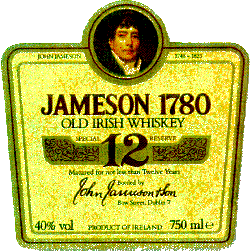 JOHN JAMESON 1740 - 1823
JAMESON 1780
OLD IRISH WHISKEY
SPECIAL 12 RESERVE
Matured for not less than Twelve Years
Bottled by
John Jameson & Son
Bow Street, Dublin 7
40% vol PRODUCT OF IRELAND 750 ml e